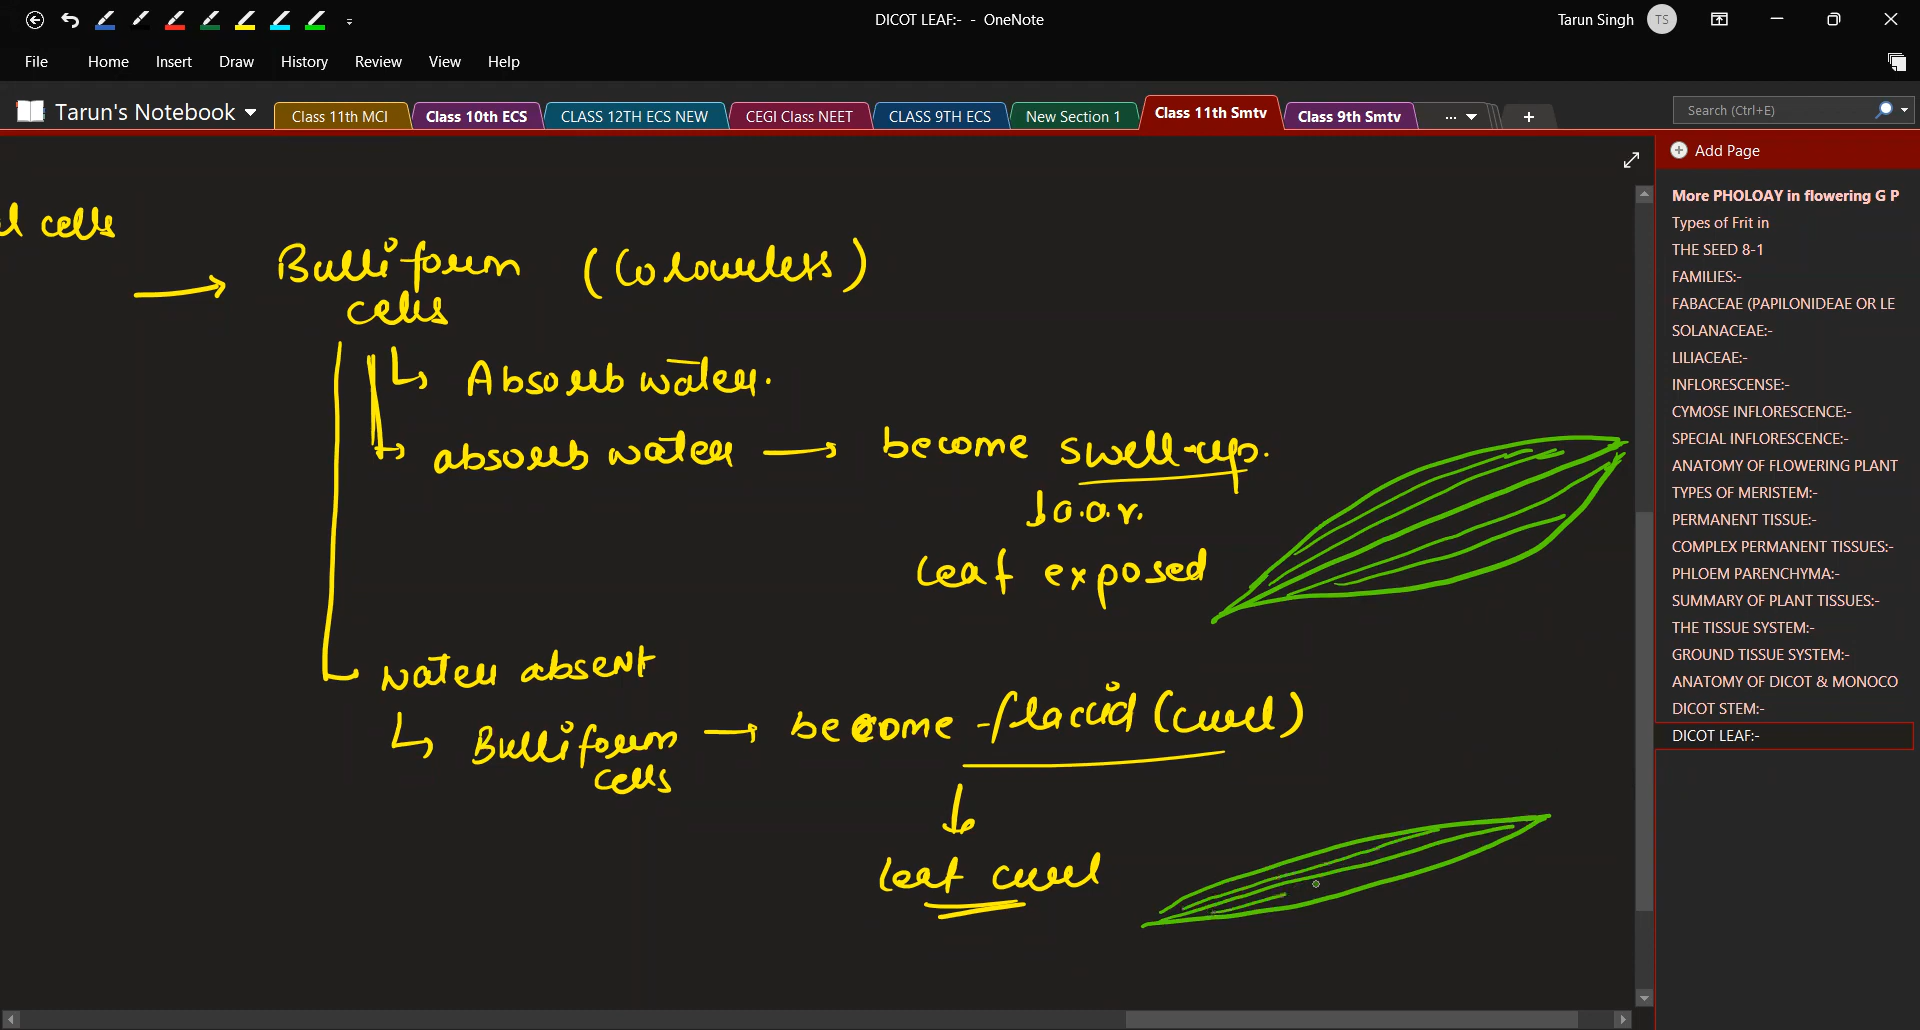 DICOT LEAF:- - OneNote
Tarun Singh TS
File Home Insert Draw History Review View Help
Tarun's Notebook
Class 11th MCI Class 10th ECS CLASS 12TH ECS NEW CEGI Class NEET CLASS 9TH ECS New Section 1 Class 11th Smtv Class 9th Smtv ... +
Search (Ctrl+E)
Add Page
More PHOLOAY in flowering G P
Types of Frit in
THE SEED 8-1
FAMILIES:-
FABACEAE (PAPILONIDEAE OR LE
SOLANACEAE:-
LILIACEAE:-
INFLORESCENSE:-
CYMOSE INFLORESCENCE:-
SPECIAL INFLORESCENCE:-
ANATOMY OF FLOWERING PLANT
TYPES OF MERISTEM:-
PERMANENT TISSUE:-
COMPLEX PERMANENT TISSUES:-
PHLOEM PARENCHYMA:-
SUMMARY OF PLANT TISSUES:-
THE TISSUE SYSTEM:-
GROUND TISSUE SYSTEM:-
ANATOMY OF DICOT & MONOCO
DICOT STEM:-
DICOT LEAF:-
cells
→ Bulliform (Colourless)
cells
↳ Absorb water.
↳ absorb water → become swell-up.
↓ a.a.r.
leaf exposed
water absent
↳ Bulliform → become flaccid (curl)
cells
↓
leaf curl